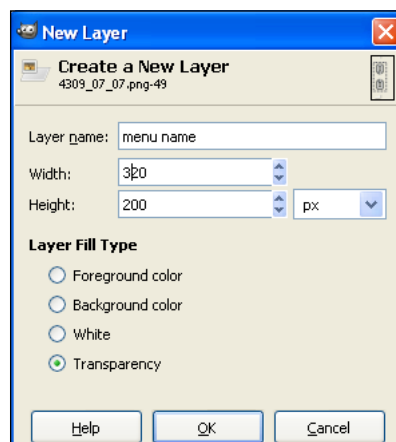 New Layer
Create a New Layer
4309_07_07.png-49
Layer name: menu name
Width: 320
Height: 200 px
Layer Fill Type
Foreground color
Background color
White
Transparency
Help OK Cancel